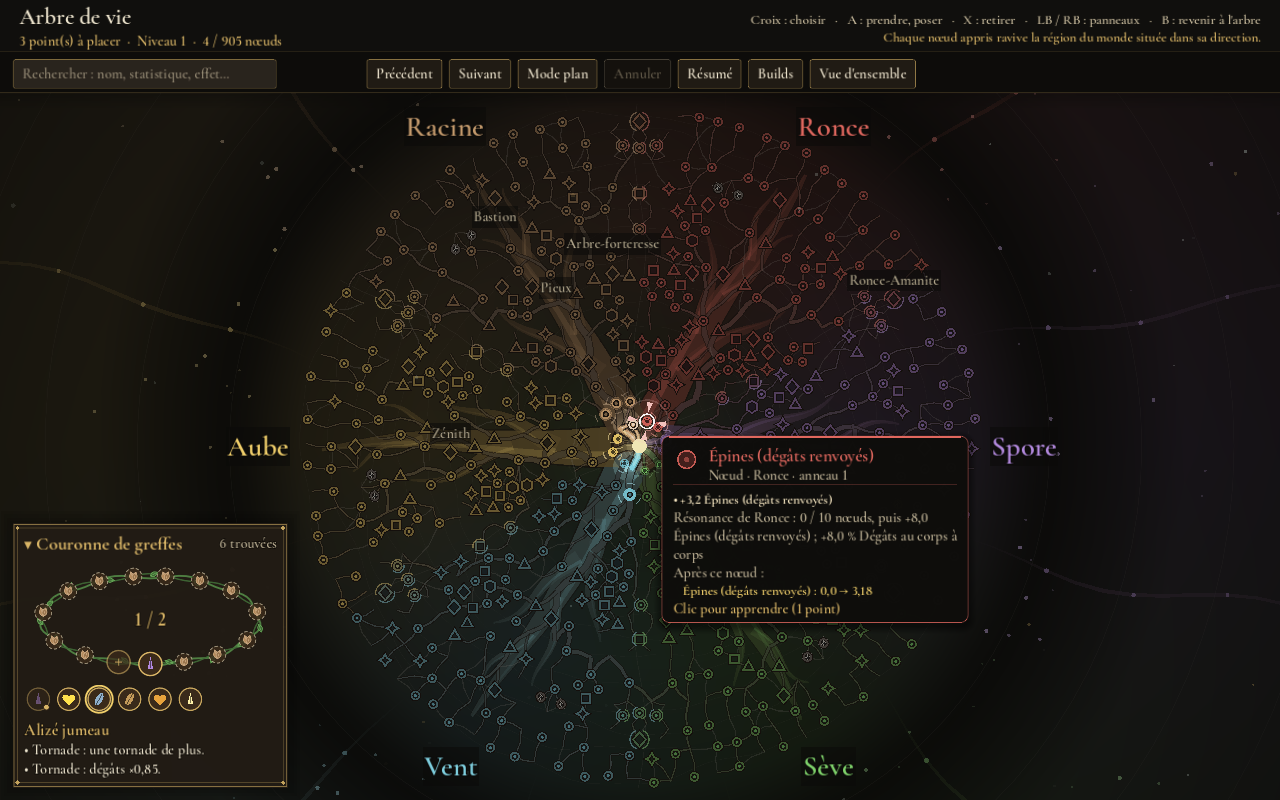 Arbre de vie
3 point(s) à placer · Niveau 1 · 4 / 905 nœuds
Croix : choisir · A : prendre, poser · X : retirer · LB / RB : panneaux · B : revenir à l'arbre
Chaque nœud appris ravive la région du monde située dans sa direction.
Rechercher : nom, statistique, effet...
Précédent
Suivant
Mode plan
Annuler
Résumé
Builds
Vue d'ensemble
Racine
Ronce
Bastion
Arbre-forteresse
Pieux
Ronce-Amanite
Aube
Zénith
Spore
Épines (dégâts renvoyés)
Nœud · Ronce · anneau 1
• +3,2 Épines (dégâts renvoyés)
Résonance de Ronce : 0 / 10 nœuds, puis +8,0
Épines (dégâts renvoyés) ; +8,0 % Dégâts au corps à
corps
Après ce nœud :
Épines (dégâts renvoyés) : 0,0 → 3,18
Clic pour apprendre (1 point)
▾ Couronne de greffes
6 trouvées
1 / 2
+
Alizé jumeau
• Tornade : une tornade de plus.
• Tornade : dégâts ×0,85.
Vent
Sève